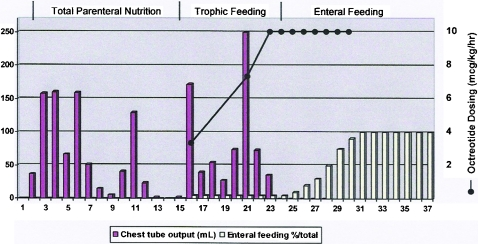 Total Parenteral Nutrition
Trophic Feeding
Enteral Feeding
250
200
150
100
50
0
10
8
6
4
2
Octreotide Dosing (mcg/kg/hr)
1 3 5 7 9 11 13 15 17 19 21 23 25 27 29 31 33 35 37
Chest tube output (mL) Enteral feeding %/total